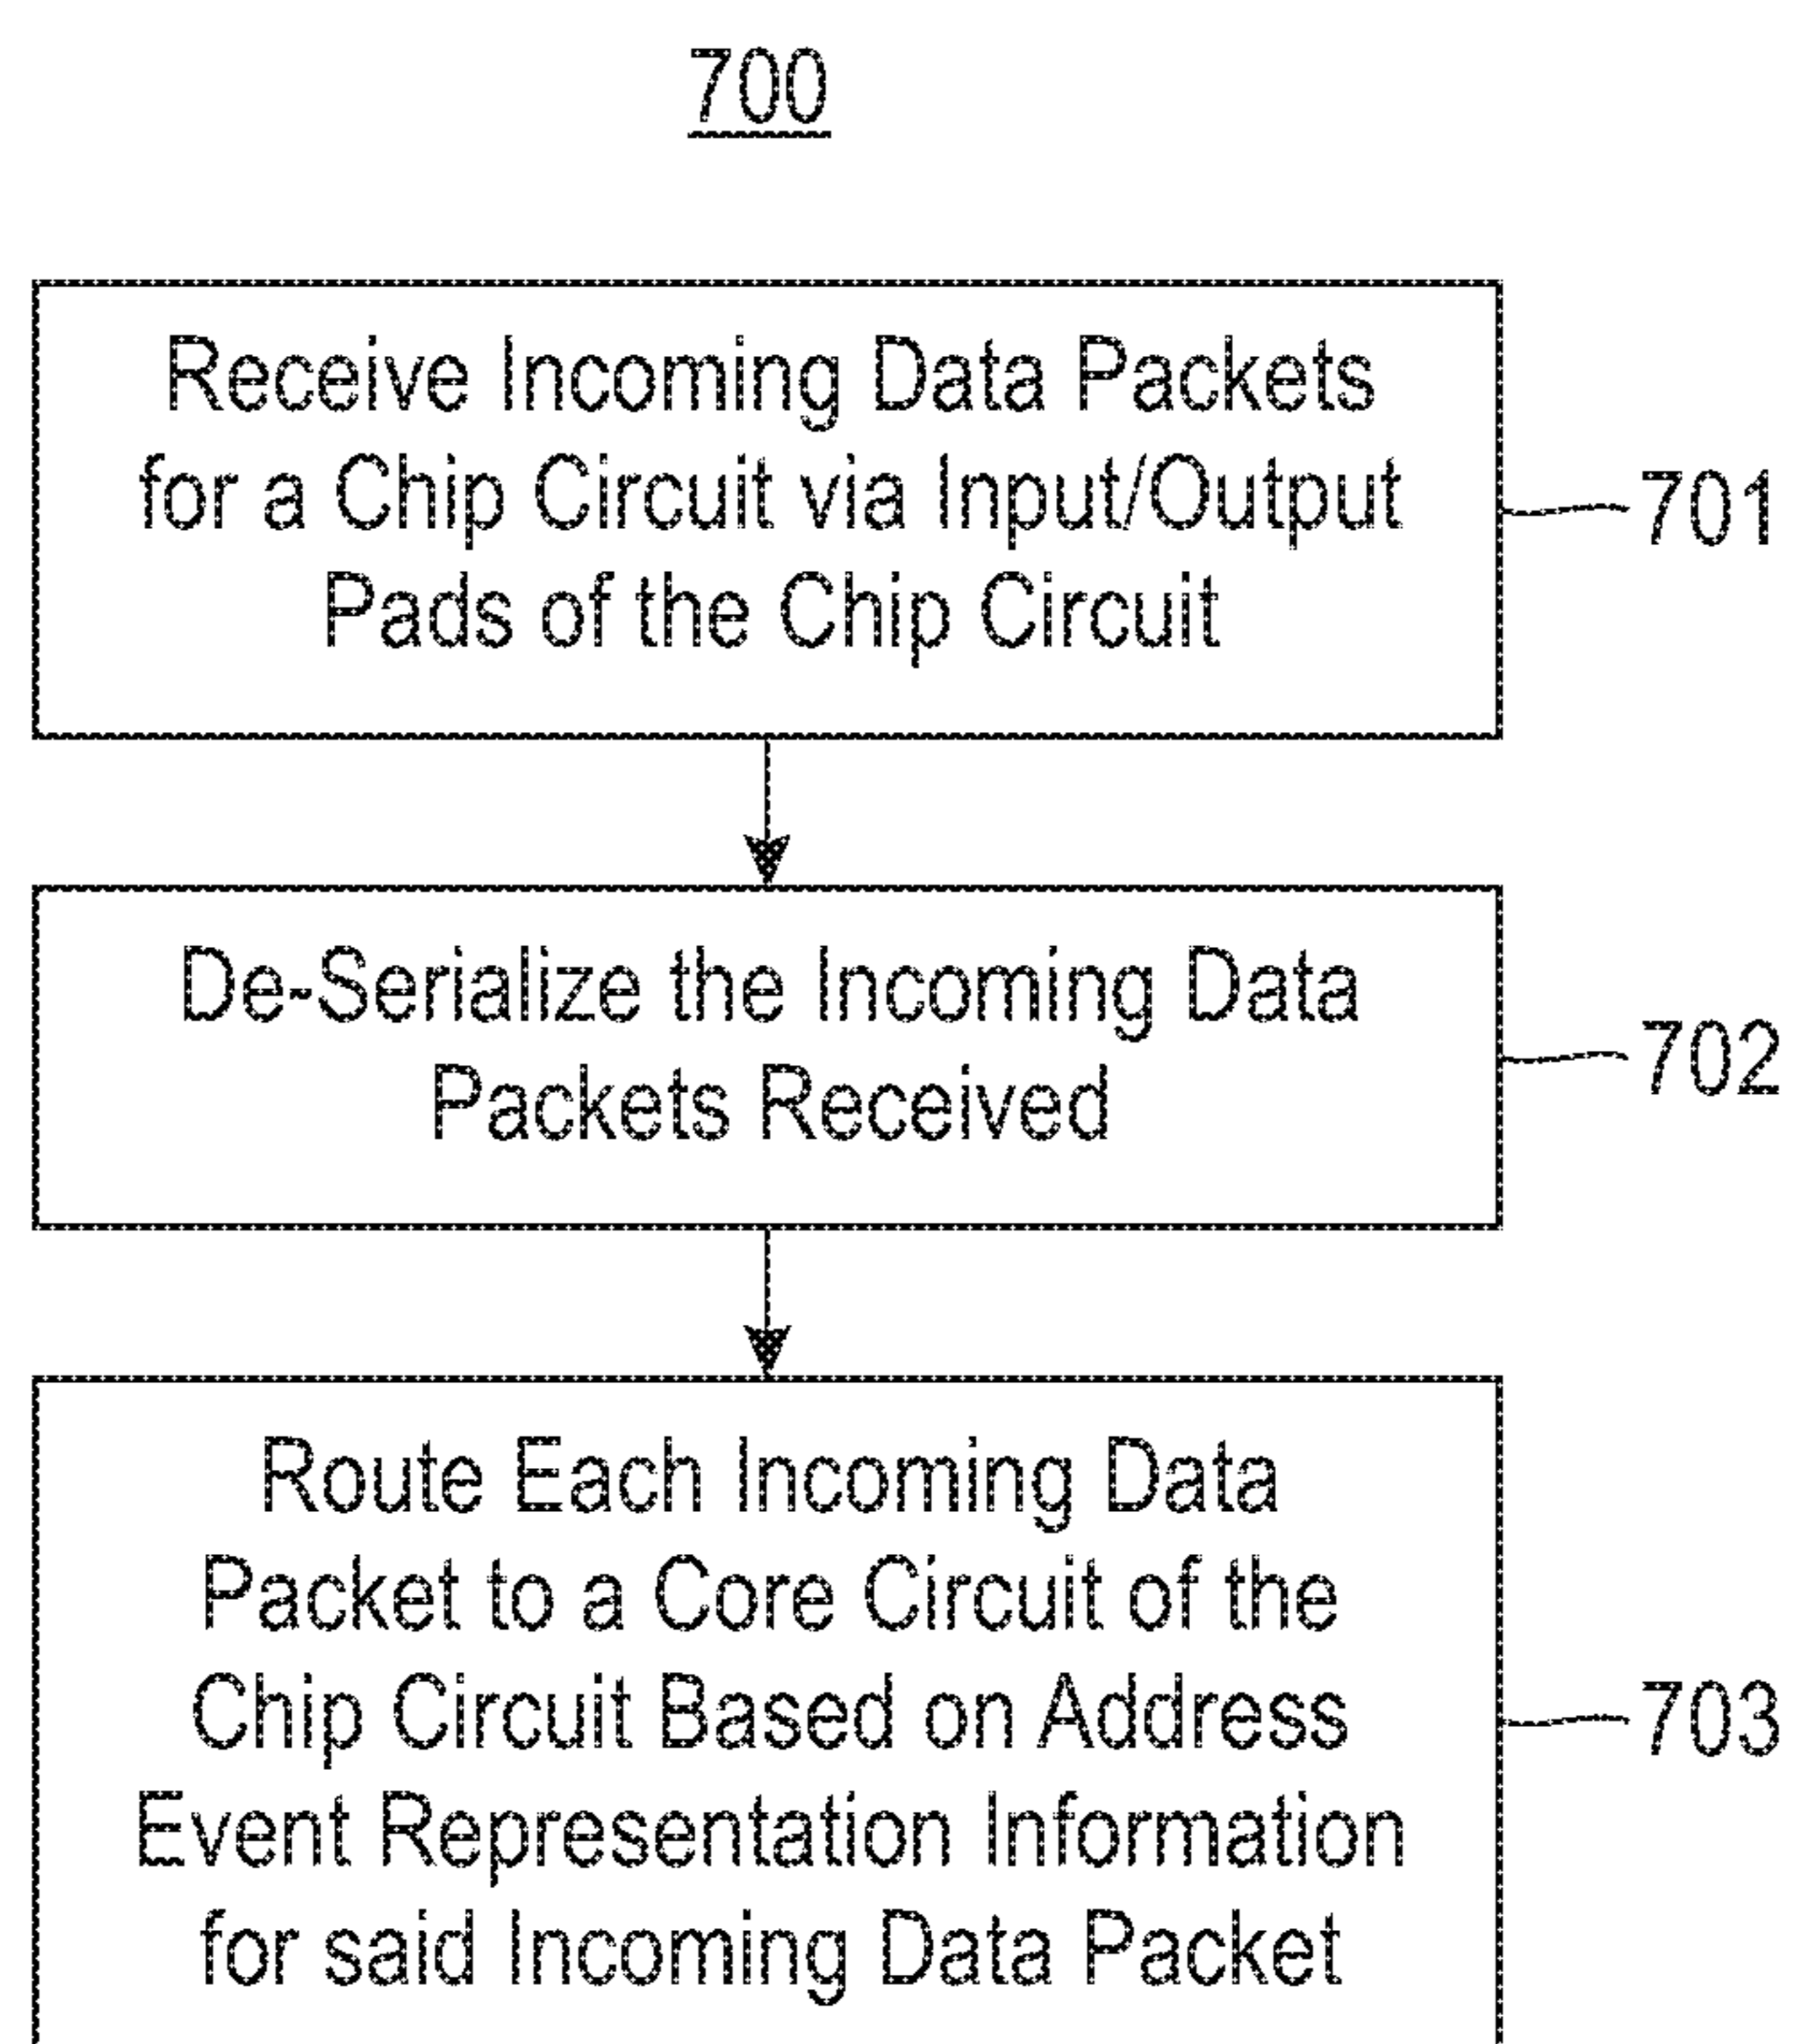 700
Receive Incoming Data Packets
for a Chip Circuit via Input/Output
Pads of the Chip Circuit
701
De-Serialize the Incoming Data
Packets Received
702
Route Each Incoming Data
Packet to a Core Circuit of the
Chip Circuit Based on Address
Event Representation Information
for said Incoming Data Packet
703